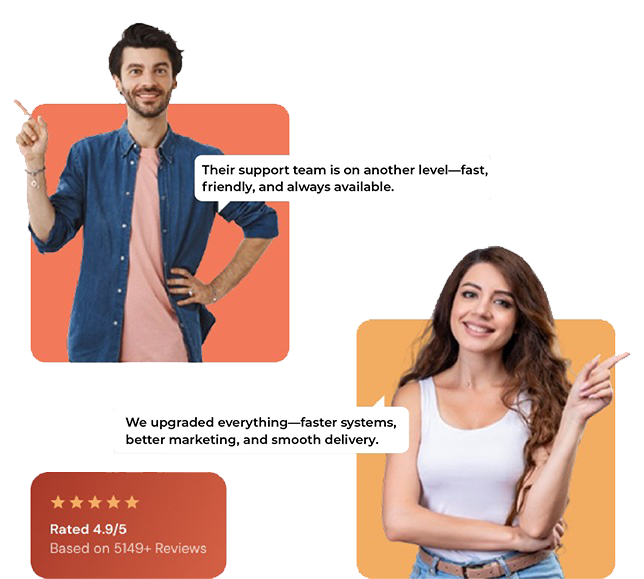 Their support team is on another level—fast,
friendly, and always available.
We upgraded everything—faster systems,
better marketing, and smooth delivery.
Rated 4.9/5
Based on 5149+ Reviews